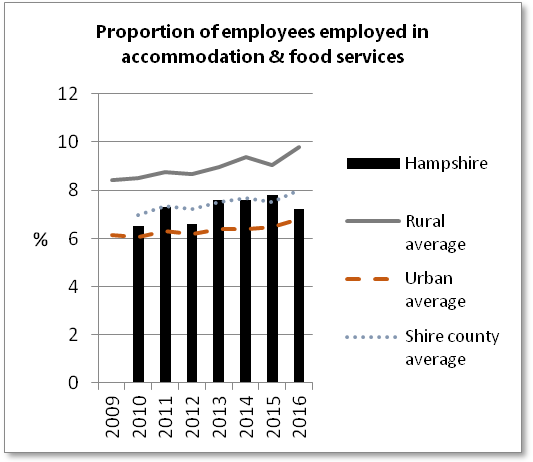 Proportion of employees employed in
accommodation & food services
12
10
8
6
4
2
0
%
2009
2010
2011
2012
2013
2014
2015
2016
Hampshire
Rural
average
Urban
average
Shire county
average